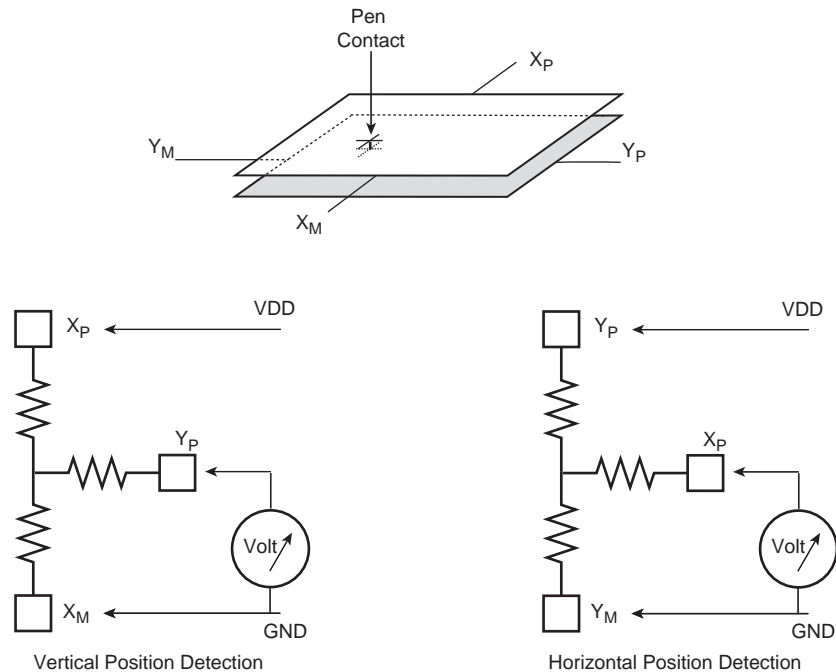 Pen
Contact
X_P
Y_M
Y_P
X_M
VDD
X_P
Y_P
Volt
X_M
GND
Vertical Position Detection
VDD
Y_P
X_P
Volt
Y_M
GND
Horizontal Position Detection